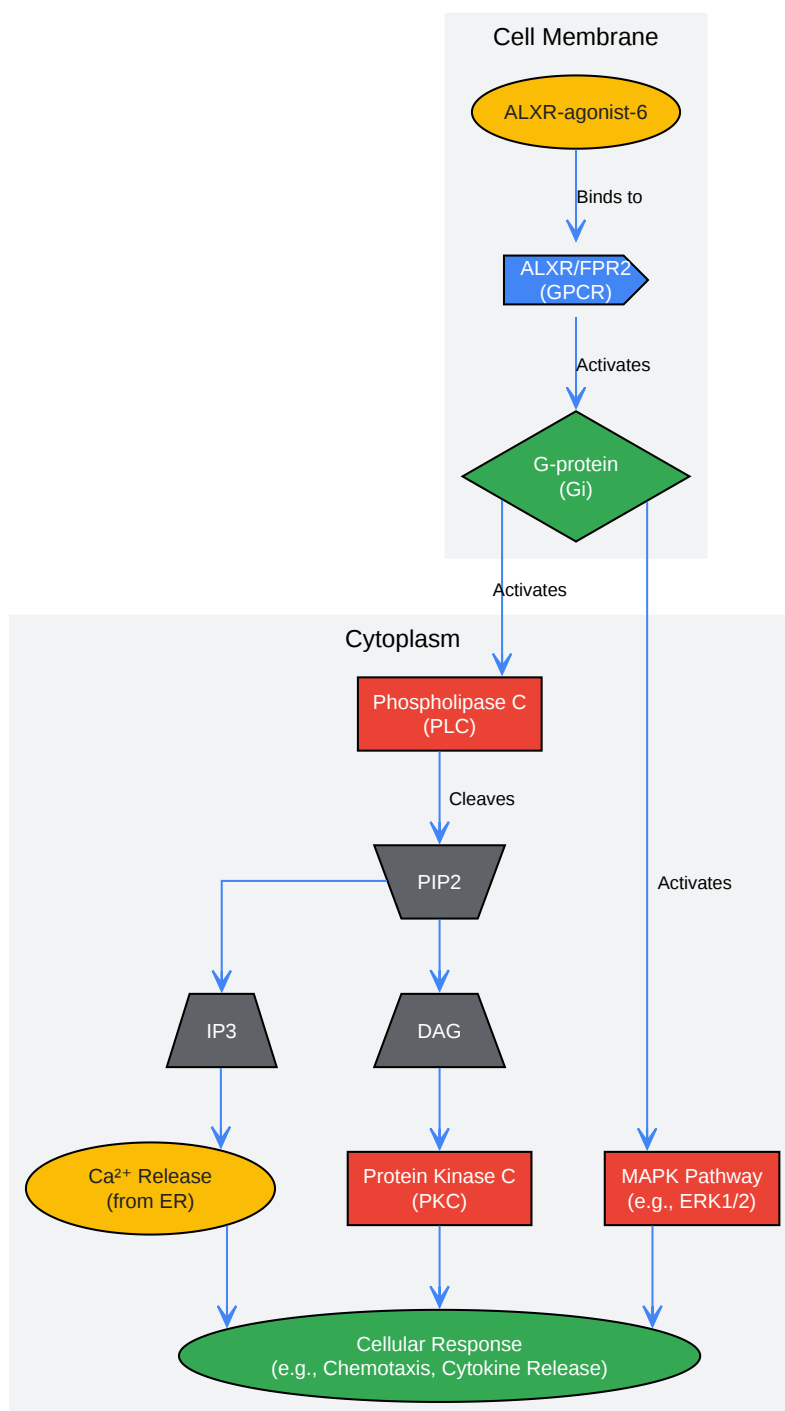 Cell Membrane
ALXR-agonist-6
Binds to
ALXR/FPR2
(GPCR)
Activates
G-protein
(Gi)
Activates
Cytoplasm
Phospholipase C
(PLC)
Cleaves
PIP2
Activates
IP3
DAG
Ca²⁺ Release
(from ER)
Protein Kinase C
(PKC)
MAPK Pathway
(e.g., ERK1/2)
Cellular Response
(e.g., Chemotaxis, Cytokine Release)